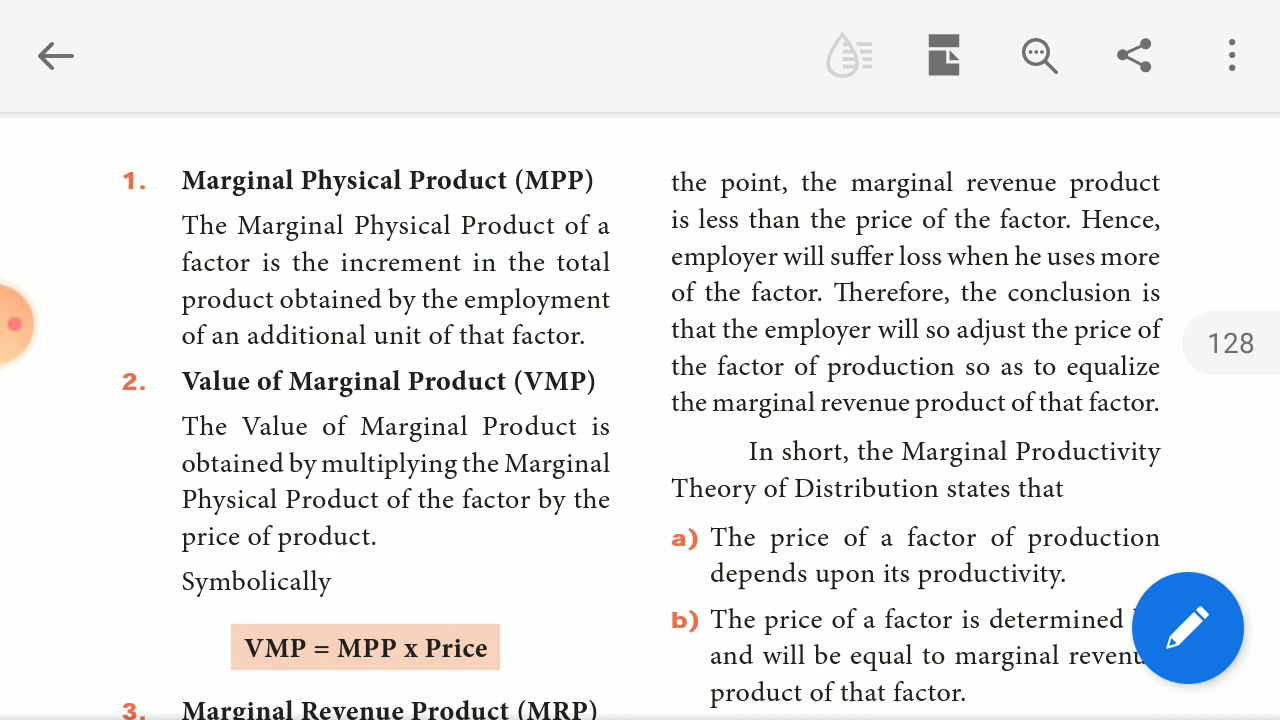 1. Marginal Physical Product (MPP)
The Marginal Physical Product of a
factor is the increment in the total
product obtained by the employment
of an additional unit of that factor.
2. Value of Marginal Product (VMP)
The Value of Marginal Product is
obtained by multiplying the Marginal
Physical Product of the factor by the
price of product.
Symbolically
VMP = MPP x Price
3. Marginal Revenue Product (MRP)
the point, the marginal revenue product
is less than the price of the factor. Hence,
employer will suffer loss when he uses more
of the factor. Therefore, the conclusion is
that the employer will so adjust the price of
the factor of production so as to equalize
the marginal revenue product of that factor.
In short, the Marginal Productivity
Theory of Distribution states that
a) The price of a factor of production
depends upon its productivity.
b) The price of a factor is determined
and will be equal to marginal
product of that factor.
128